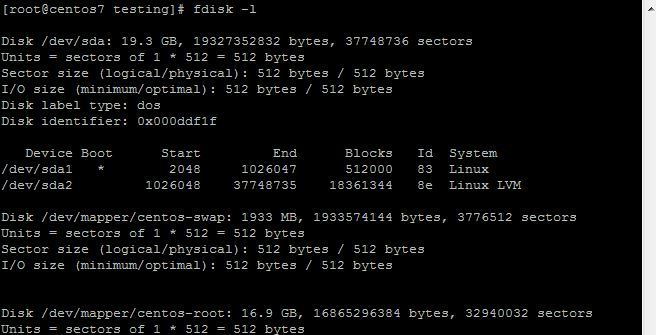 [root@centos7 testing]# fdisk -l
Disk /dev/sda: 19.3 GB, 19327352832 bytes, 37748736 sectors
Units = sectors of 1 * 512 = 512 bytes
Sector size (logical/physical): 512 bytes / 512 bytes
I/O size (minimum/optimal): 512 bytes / 512 bytes
Disk label type: dos
Disk identifier: 0x000ddf1f
   Device Boot      Start         End      Blocks   Id  System
/dev/sda1   *        2048     1026047      512000   83  Linux
/dev/sda2         1026048    37748735    18361344   8e  Linux LVM
Disk /dev/mapper/centos-swap: 1933 MB, 1933574144 bytes, 3776512 sectors
Units = sectors of 1 * 512 = 512 bytes
Sector size (logical/physical): 512 bytes / 512 bytes
I/O size (minimum/optimal): 512 bytes / 512 bytes
Disk /dev/mapper/centos-root: 16.9 GB, 16865296384 bytes, 32940032 sectors
Units = sectors of 1 * 512 = 512 bytes